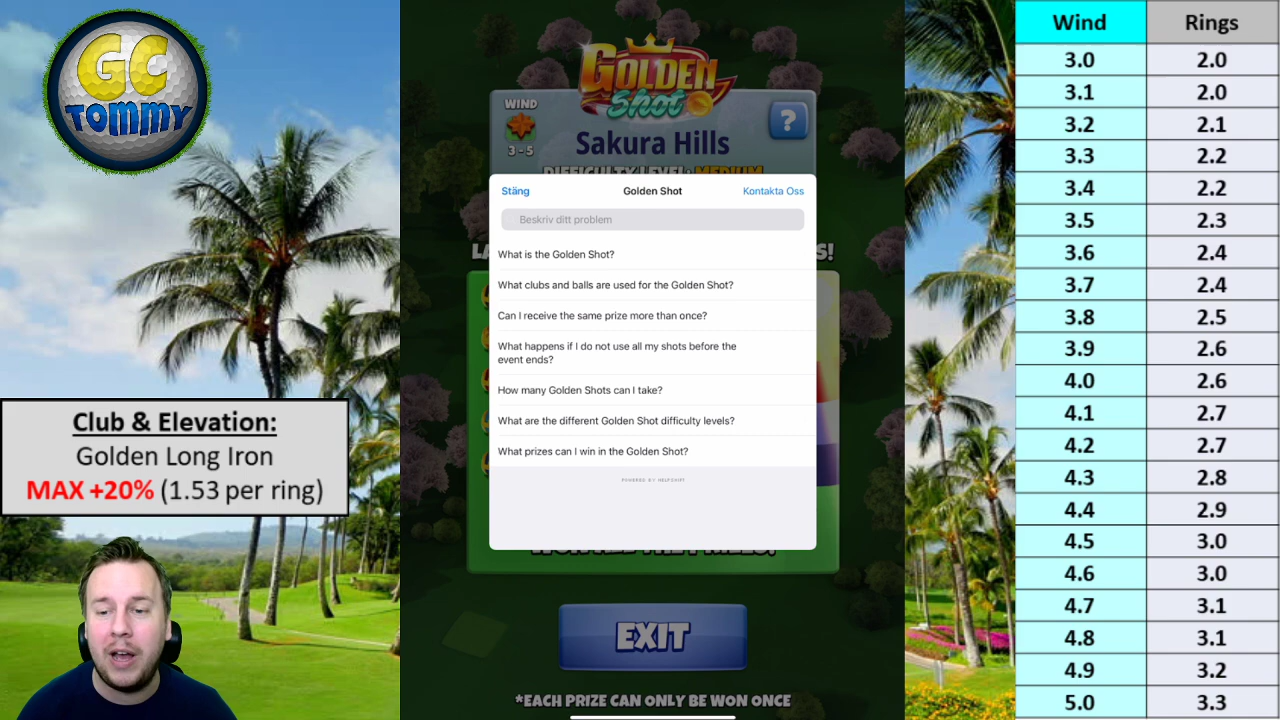 GC
TOMMY
Club & Elevation:
Golden Long Iron
MAX +20% (1.53 per ring)
GOLDEN
Shot
WIND
3 - 5
?
Sakura Hills
DIFFICULTY LEVEL: MEDIUM
Stäng
Golden Shot
Kontakta Oss
Beskriv ditt problem
What is the Golden Shot?
What clubs and balls are used for the Golden Shot?
Can I receive the same prize more than once?
What happens if I do not use all my shots before the
event ends?
How many Golden Shots can I take?
What are the different Golden Shot difficulty levels?
What prizes can I win in the Golden Shot?
POWERED BY HELPSHIFT
EXIT
*EACH PRIZE CAN ONLY BE WON ONCE
Wind Rings
3.0 2.0
3.1 2.0
3.2 2.1
3.3 2.2
3.4 2.2
3.5 2.3
3.6 2.4
3.7 2.4
3.8 2.5
3.9 2.6
4.0 2.6
4.1 2.7
4.2 2.7
4.3 2.8
4.4 2.9
4.5 3.0
4.6 3.0
4.7 3.1
4.8 3.1
4.9 3.2
5.0 3.3